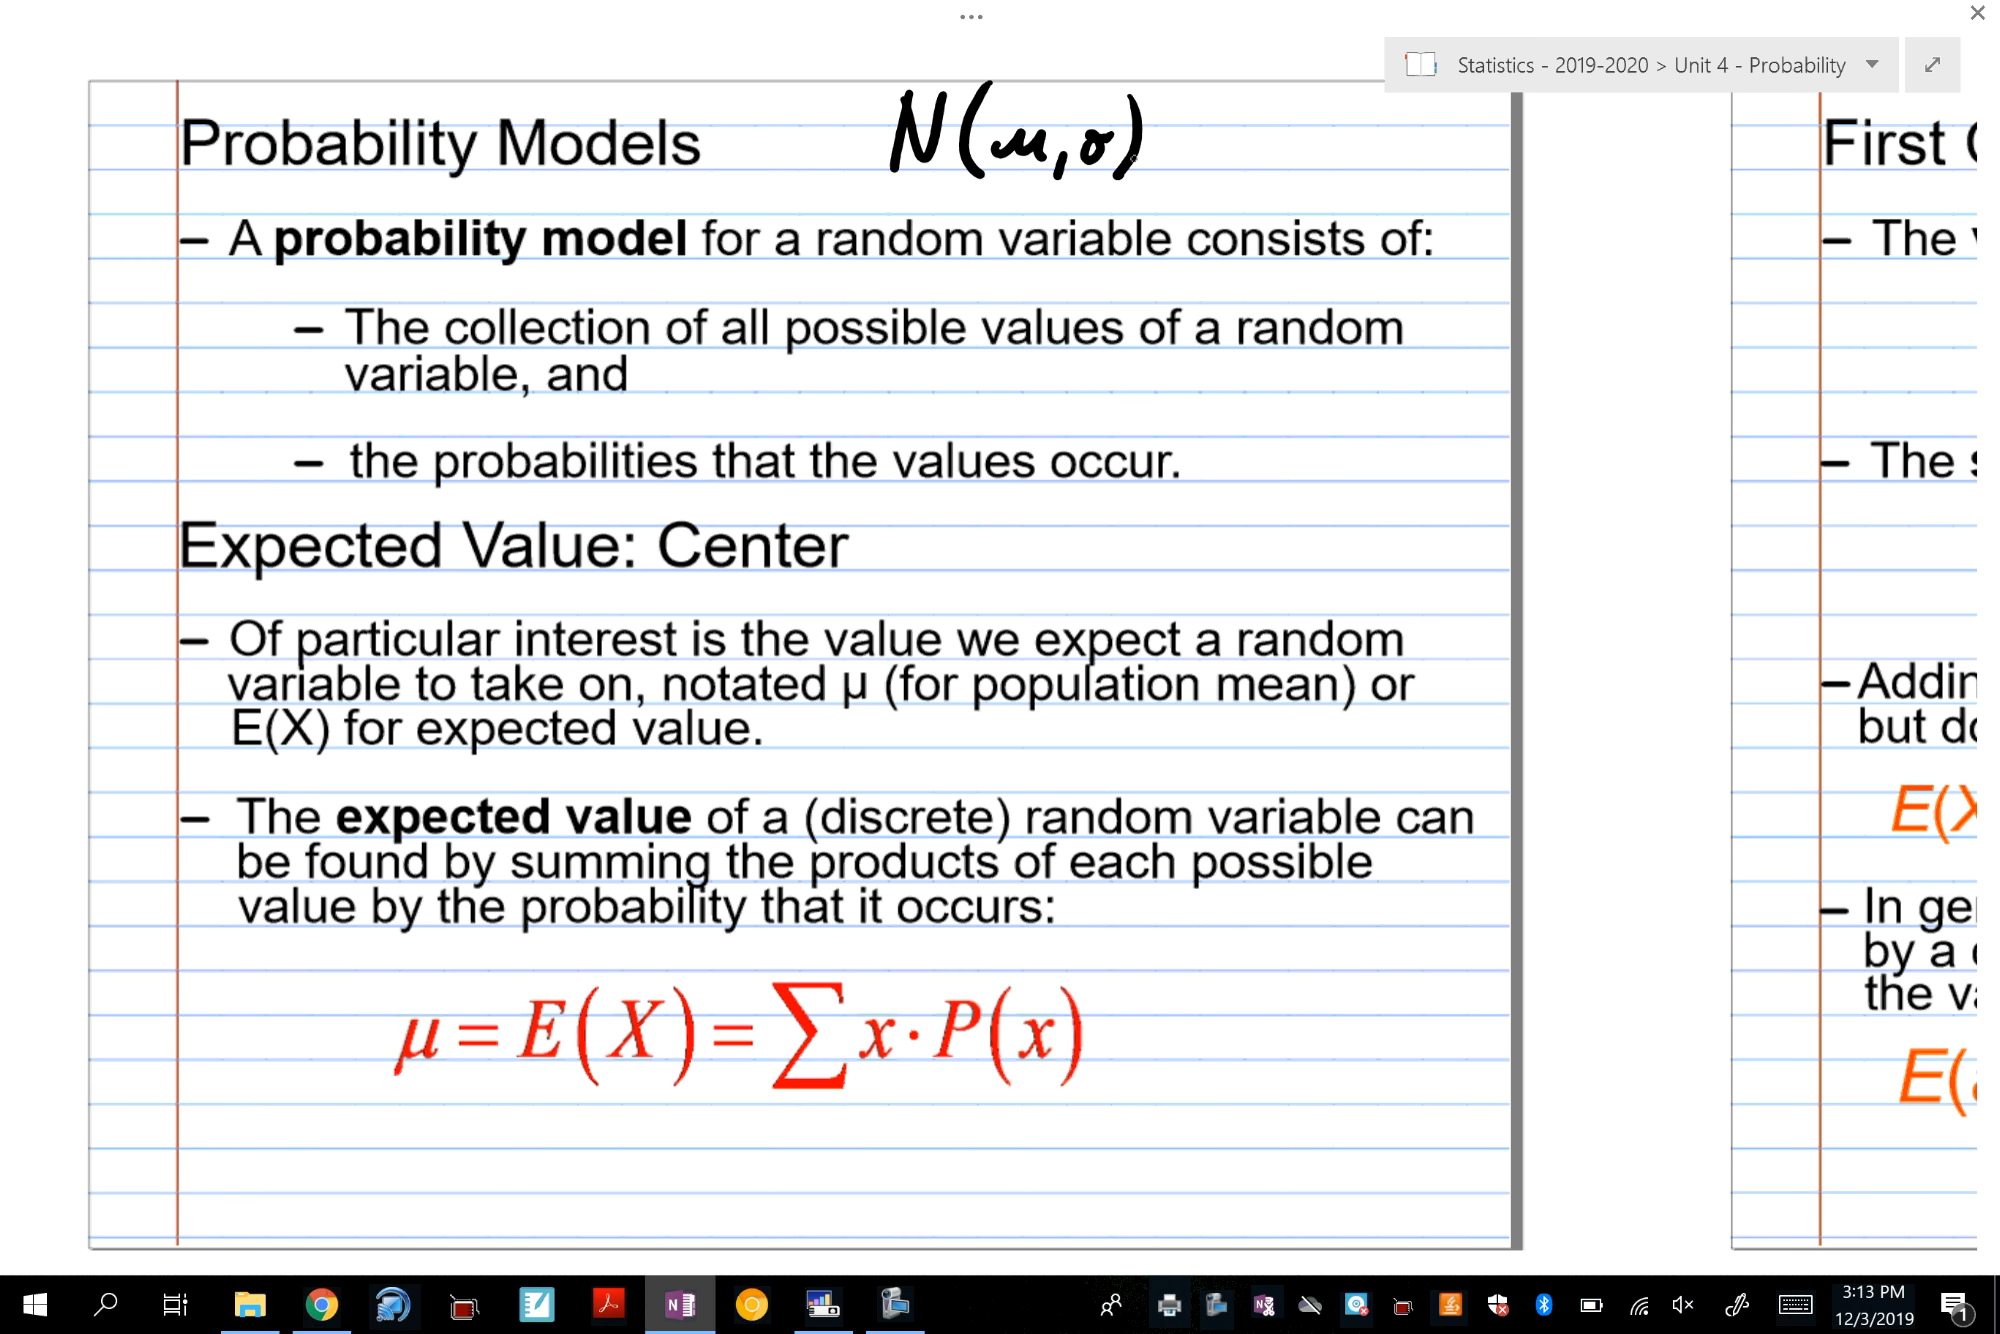 Statistics - 2019-2020 > Unit 4 - Probability
Probability Models N(μ,σ)
– A probability model for a random variable consists of:
– The collection of all possible values of a random
variable, and
– the probabilities that the values occur.
Expected Value: Center
– Of particular interest is the value we expect a random
variable to take on, notated μ (for population mean) or
E(X) for expected value.
– The expected value of a (discrete) random variable can
be found by summing the products of each possible
value by the probability that it occurs:
μ = E(X) = ∑ x · P(x)
First
– The
– The
–
but
E(X
– In
by a
the
E(
3:13 PM
12/3/2019
1